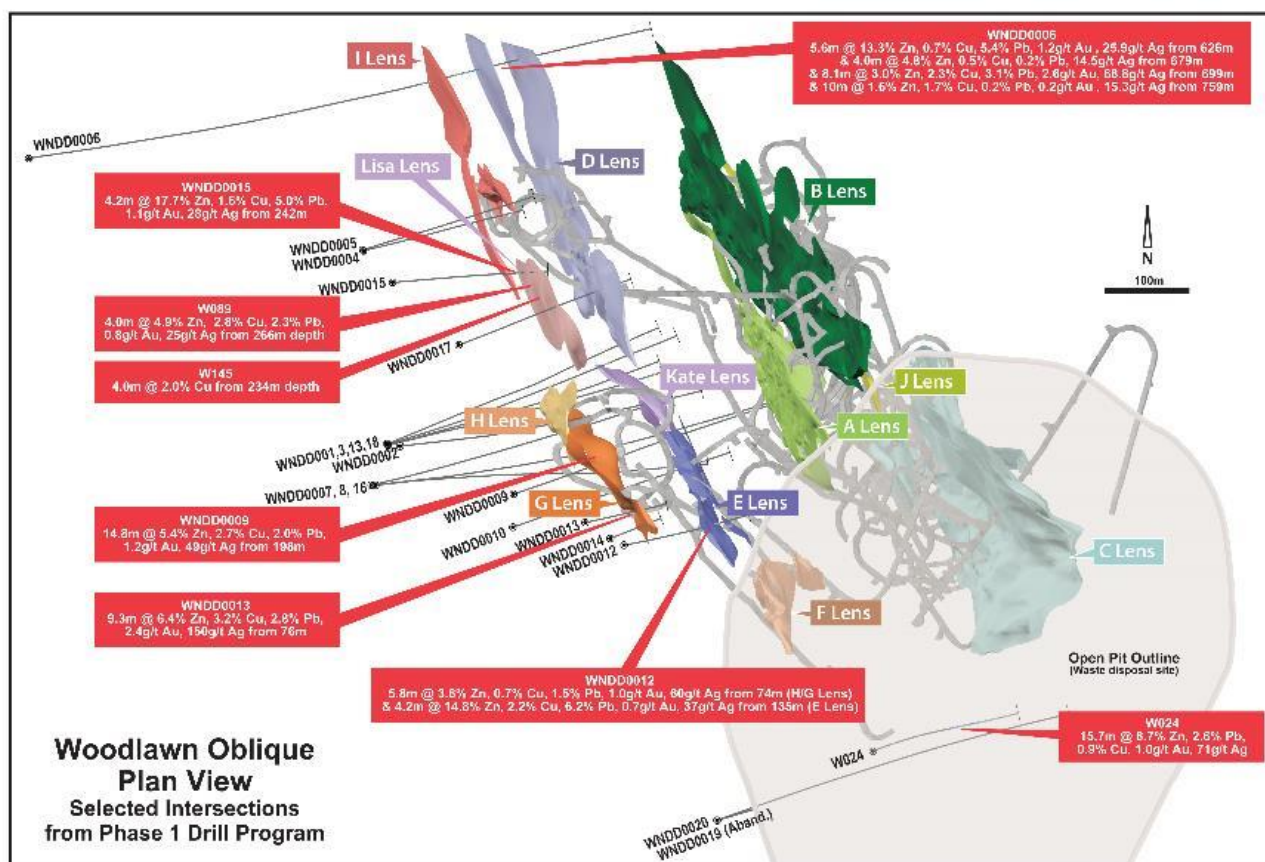 WNDD0006
5.6m @ 13.3% Zn, 0.7% Cu, 5.4% Pb, 1.2g/t Au , 25.9g/t Ag from 626m
& 4.0m @ 4.8% Zn, 0.5% Cu, 0.2% Pb, 14.5g/t Ag from 679m
& 8.1m @ 3.0% Zn, 2.3% Cu, 3.1% Pb, 2.6g/t Au, 68.8g/t Ag from 699m
& 10m @ 1.6% Zn, 1.7% Cu, 0.2% Pb, 0.2g/t Au , 15.3g/t Ag from 759m
I Lens
WNDD0006
Lisa Lens
D Lens
B Lens
WNDD0015
4.2m @ 17.7% Zn, 1.6% Cu, 5.0% Pb,
1.1g/t Au, 28g/t Ag from 242m
N
100m
WNDD0005
WNDD0004
WNDD0015
W089
4.0m @ 4.9% Zn, 2.8% Cu, 2.3% Pb,
0.8g/t Au, 25g/t Ag from 266m depth
WNDD0017
W145
4.0m @ 2.0% Cu from 234m depth
Kate Lens
J Lens
H Lens
A Lens
WNDD001,3,13,18
WNDD0002
WNDD0007, 8, 16
WNDD0009
G Lens
E Lens
WNDD0009
14.8m @ 5.4% Zn, 2.7% Cu, 2.0% Pb,
1.2g/t Au, 49g/t Ag from 198m
WNDD0010
WNDD0013
WNDD0014
WNDD0012
C Lens
WNDD0013
9.3m @ 6.4% Zn, 3.2% Cu, 2.8% Pb,
2.4g/t Au, 150g/t Ag from 76m
F Lens
Open Pit Outline
(Waste disposal site)
WNDD0012
5.8m @ 3.8% Zn, 0.7% Cu, 1.5% Pb, 1.0g/t Au, 60g/t Ag from 74m (H/G Lens)
& 4.2m @ 14.8% Zn, 2.2% Cu, 6.2% Pb, 0.7g/t Au, 37g/t Ag from 135m (E Lens)
W024
15.7m @ 8.7% Zn, 2.6% Pb,
0.9% Cu, 1.0g/t Au, 71g/t Ag
W024
WNDD0020
WNDD0019 (Aband.)
Woodlawn Oblique
Plan View
Selected Intersections
from Phase 1 Drill Program